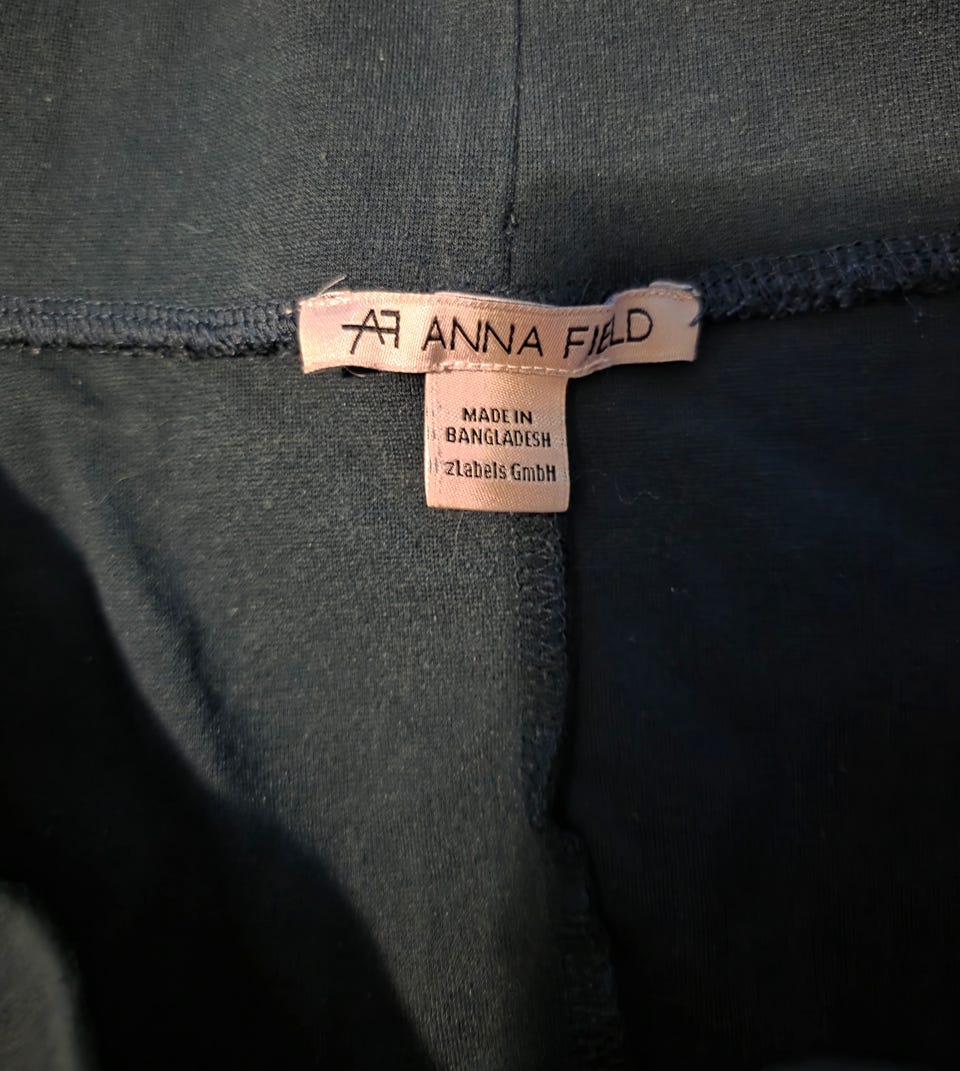 AF ANNA FIELD
MADE IN
BANGLADESH
zLabels GmbH